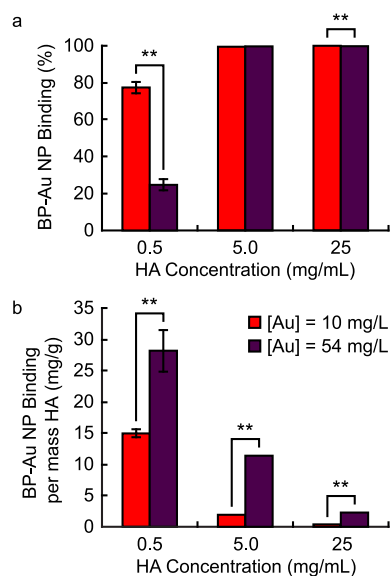 a
**
**
100
80
60
40
20
0
BP-Au NP Binding (%)
0.5
5.0
25
HA Concentration (mg/mL)
b
**
**
**
[Au] = 10 mg/L
[Au] = 54 mg/L
35
30
25
20
15
10
5
0
BP-Au NP Binding
per mass HA (mg/g)
0.5
5.0
25
HA Concentration (mg/mL)